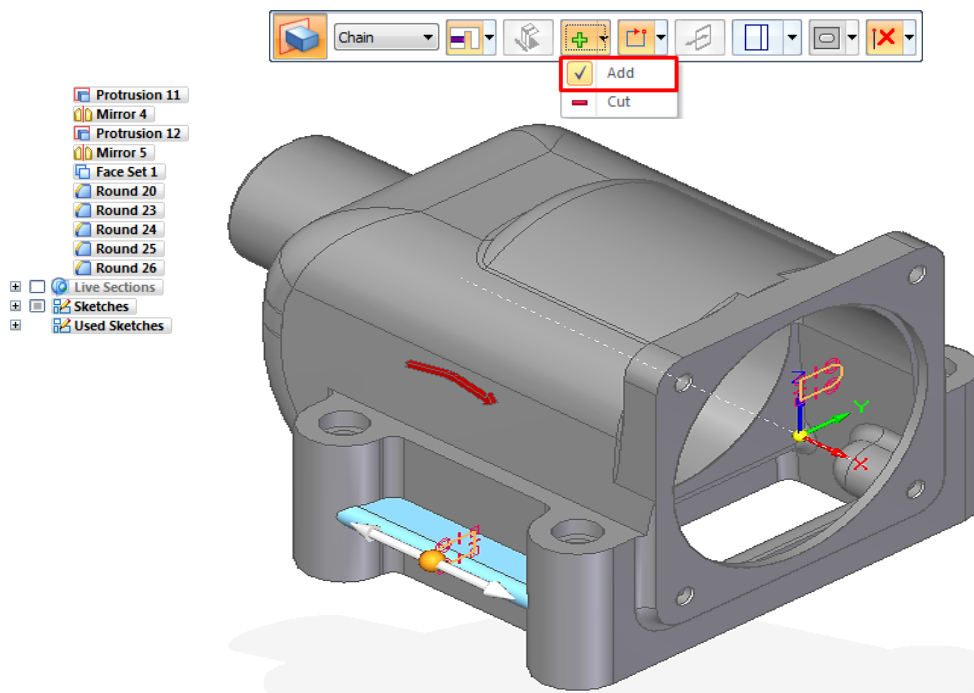 Chain
Add
Cut
Protrusion 11
Mirror 4
Protrusion 12
Mirror 5
Face Set 1
Round 20
Round 23
Round 24
Round 25
Round 26
Live Sections
Sketches
Used Sketches
Z
Y
X